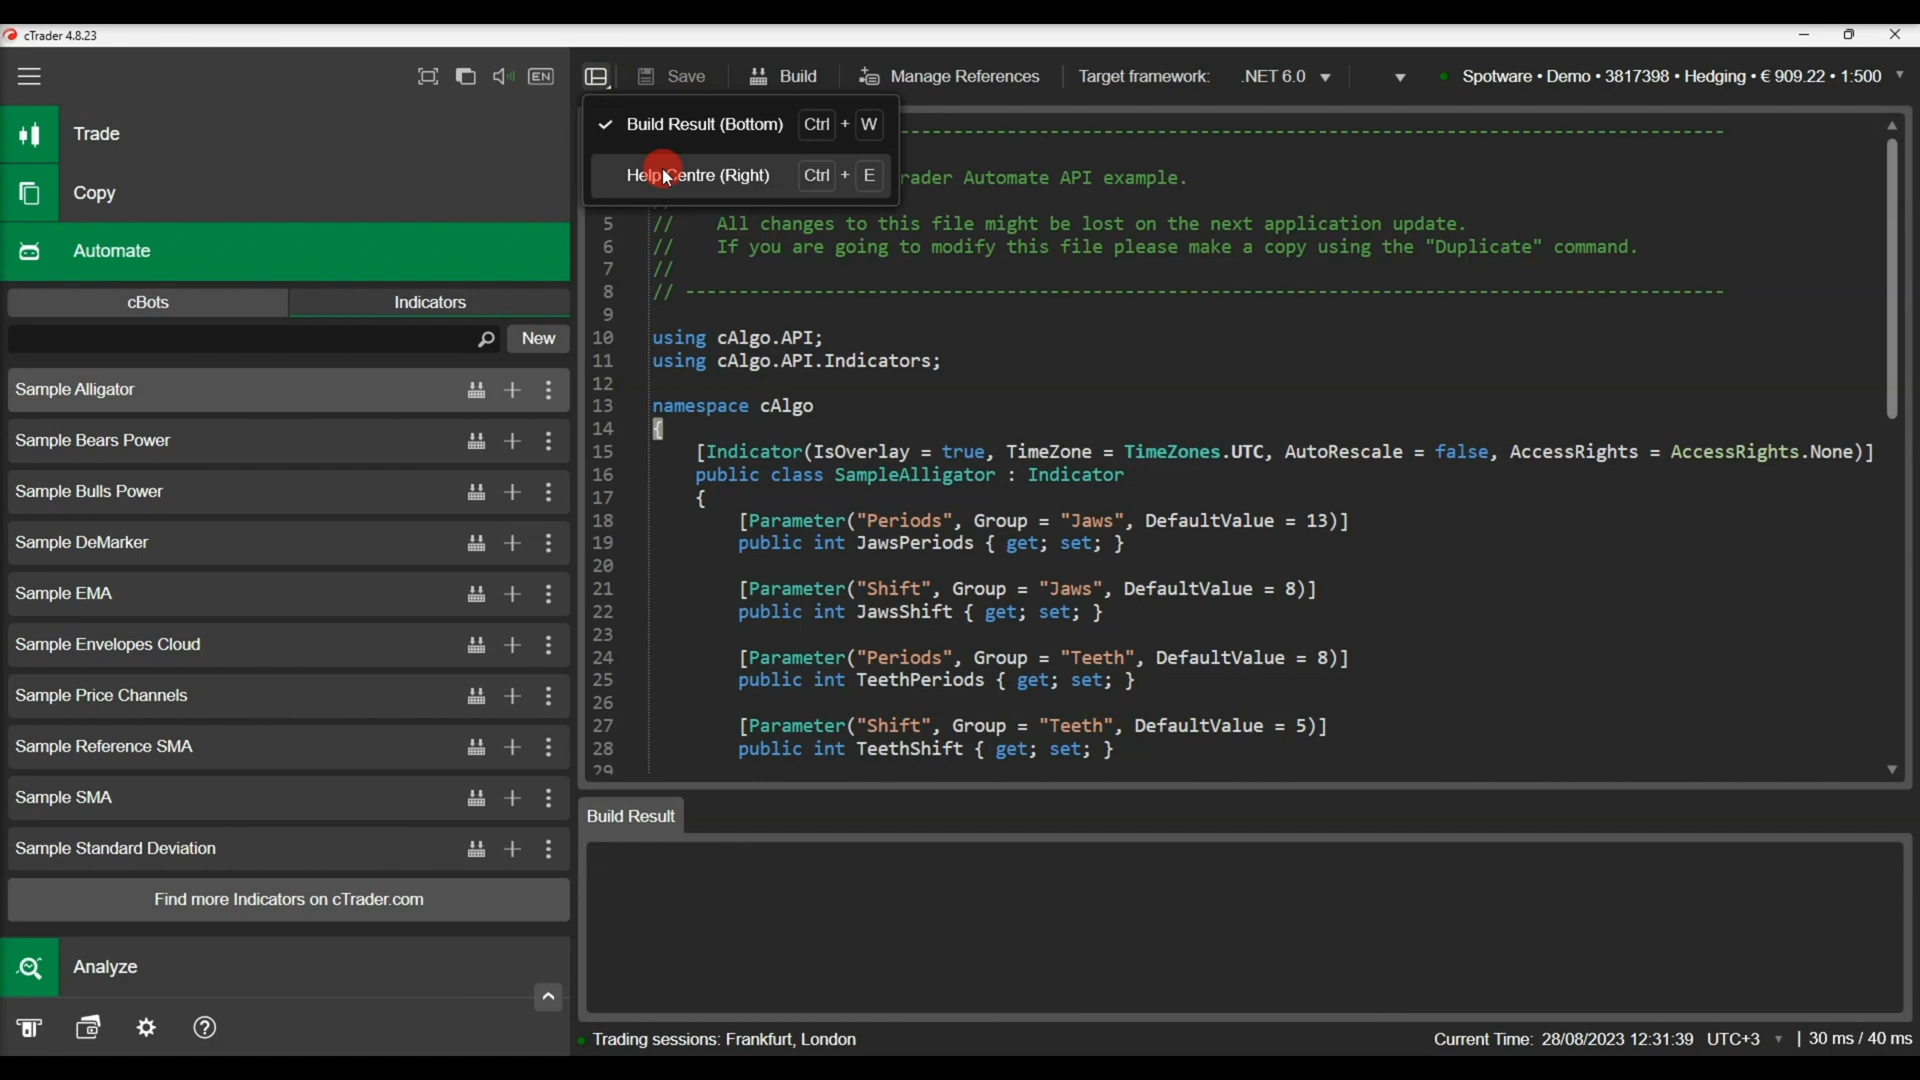 cTrader 4.8.23
EN
Save
Build
Manage References
Target framework: .NET 6.0
Spotware • Demo • 3817398 • Hedging • € 909.22 • 1:500
Trade
Copy
Automate
cBots
Indicators
New
Sample Alligator
Sample Bears Power
Sample Bulls Power
Sample DeMarker
Sample EMA
Sample Envelopes Cloud
Sample Price Channels
Sample Reference SMA
Sample SMA
Sample Standard Deviation
Find more Indicators on cTrader.com
Analyze
Build Result (Bottom) Ctrl + W
Help Centre (Right) Ctrl + E
rader Automate API example.
5 // All changes to this file might be lost on the next application update.
6 // If you are going to modify this file please make a copy using the "Duplicate" command.
7 //
8 // -------------------------------------------------------------------------------------------------
9
10 using cAlgo.API;
11 using cAlgo.API.Indicators;
12
13 namespace cAlgo
14 {
15 [Indicator(IsOverlay = true, TimeZone = TimeZones.UTC, AutoRescale = false, AccessRights = AccessRights.None)]
16 public class SampleAlligator : Indicator
17 {
18 [Parameter("Periods", Group = "Jaws", DefaultValue = 13)]
19 public int JawsPeriods { get; set; }
20
21 [Parameter("Shift", Group = "Jaws", DefaultValue = 8)]
22 public int JawsShift { get; set; }
23
24 [Parameter("Periods", Group = "Teeth", DefaultValue = 8)]
25 public int TeethPeriods { get; set; }
26
27 [Parameter("Shift", Group = "Teeth", DefaultValue = 5)]
28 public int TeethShift { get; set; }
29
Build Result
Trading sessions: Frankfurt, London
Current Time: 28/08/2023 12:31:39 UTC+3 | 30 ms / 40 ms